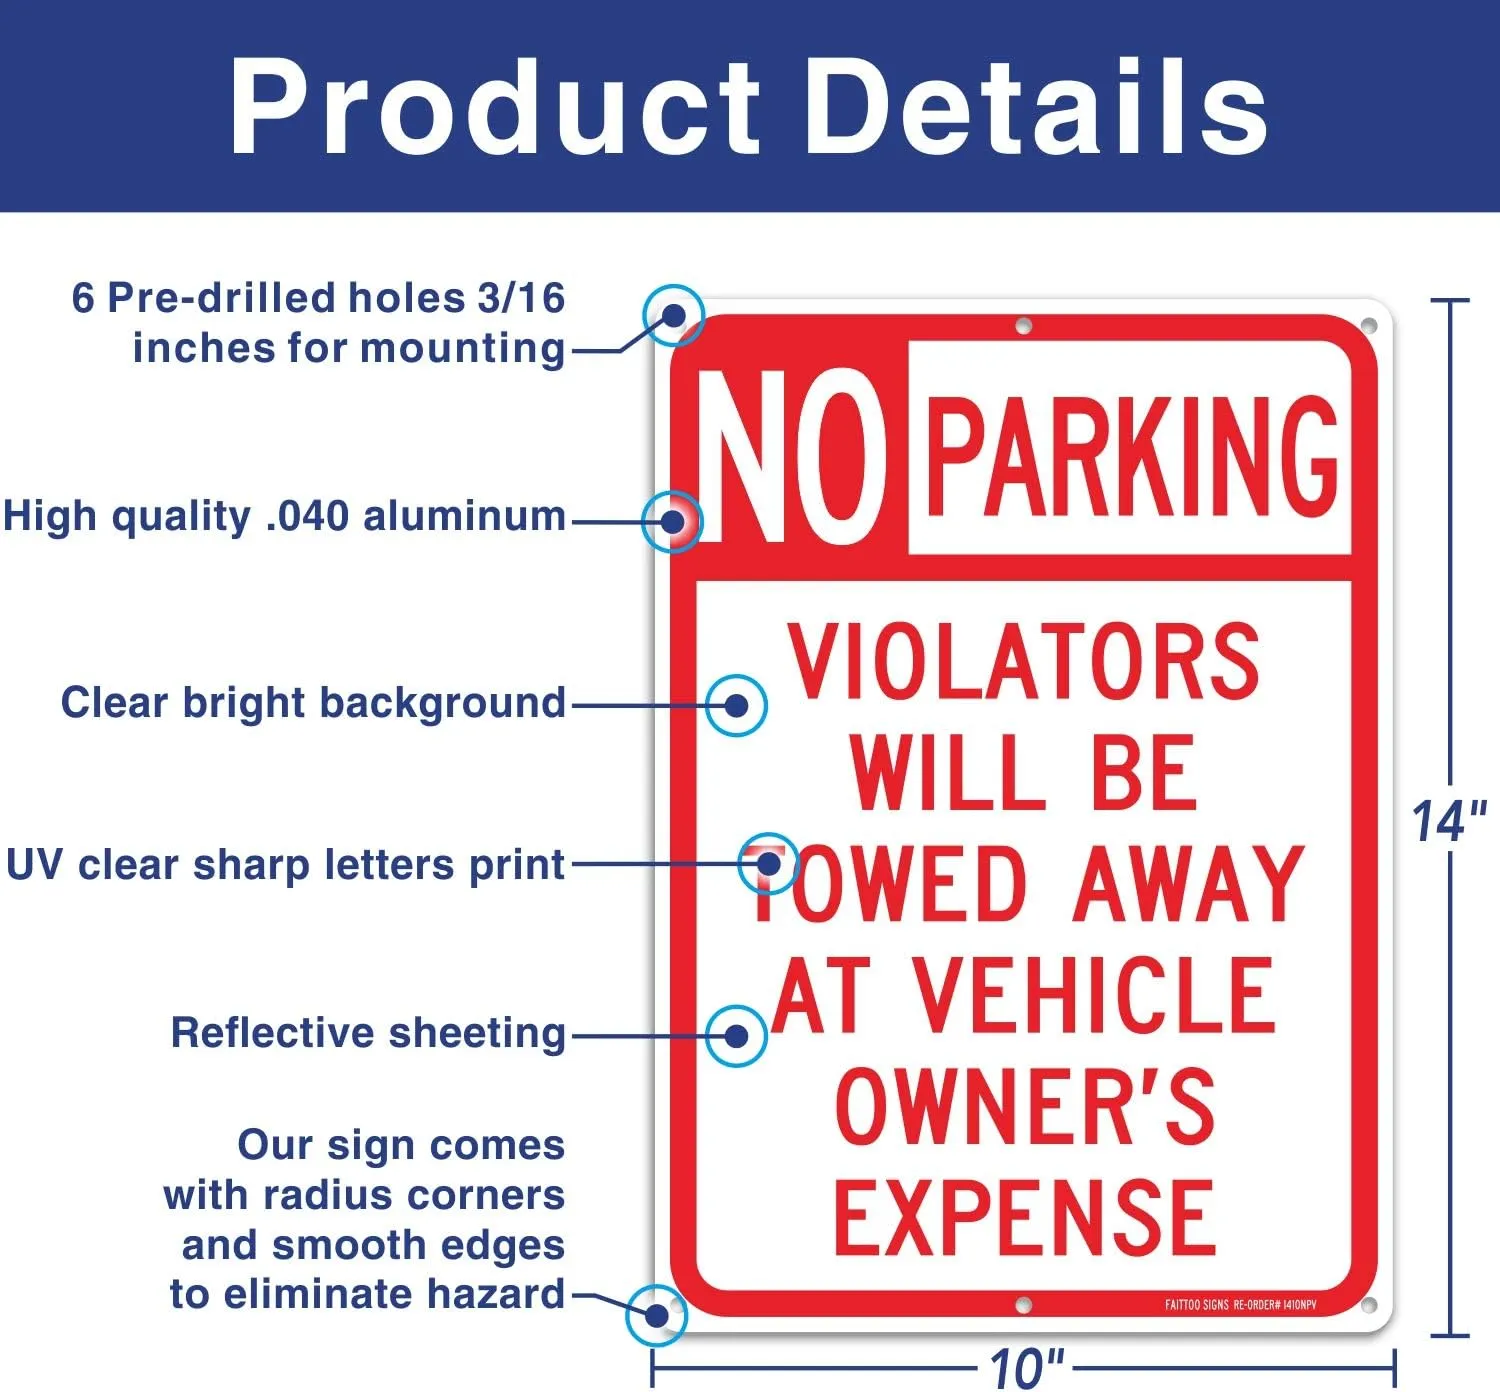 Product Details
6 Pre-drilled holes 3/16
inches for mounting
High quality .040 aluminum
Clear bright background
UV clear sharp letters print
Reflective sheeting
Our sign comes
with radius corners
and smooth edges
to eliminate hazard
NO PARKING
VIOLATORS
WILL BE
TOWED AWAY
AT VEHICLE
OWNER'S
EXPENSE
FAITTOO SIGNS RE-ORDER# 1410NPV
14"
10"